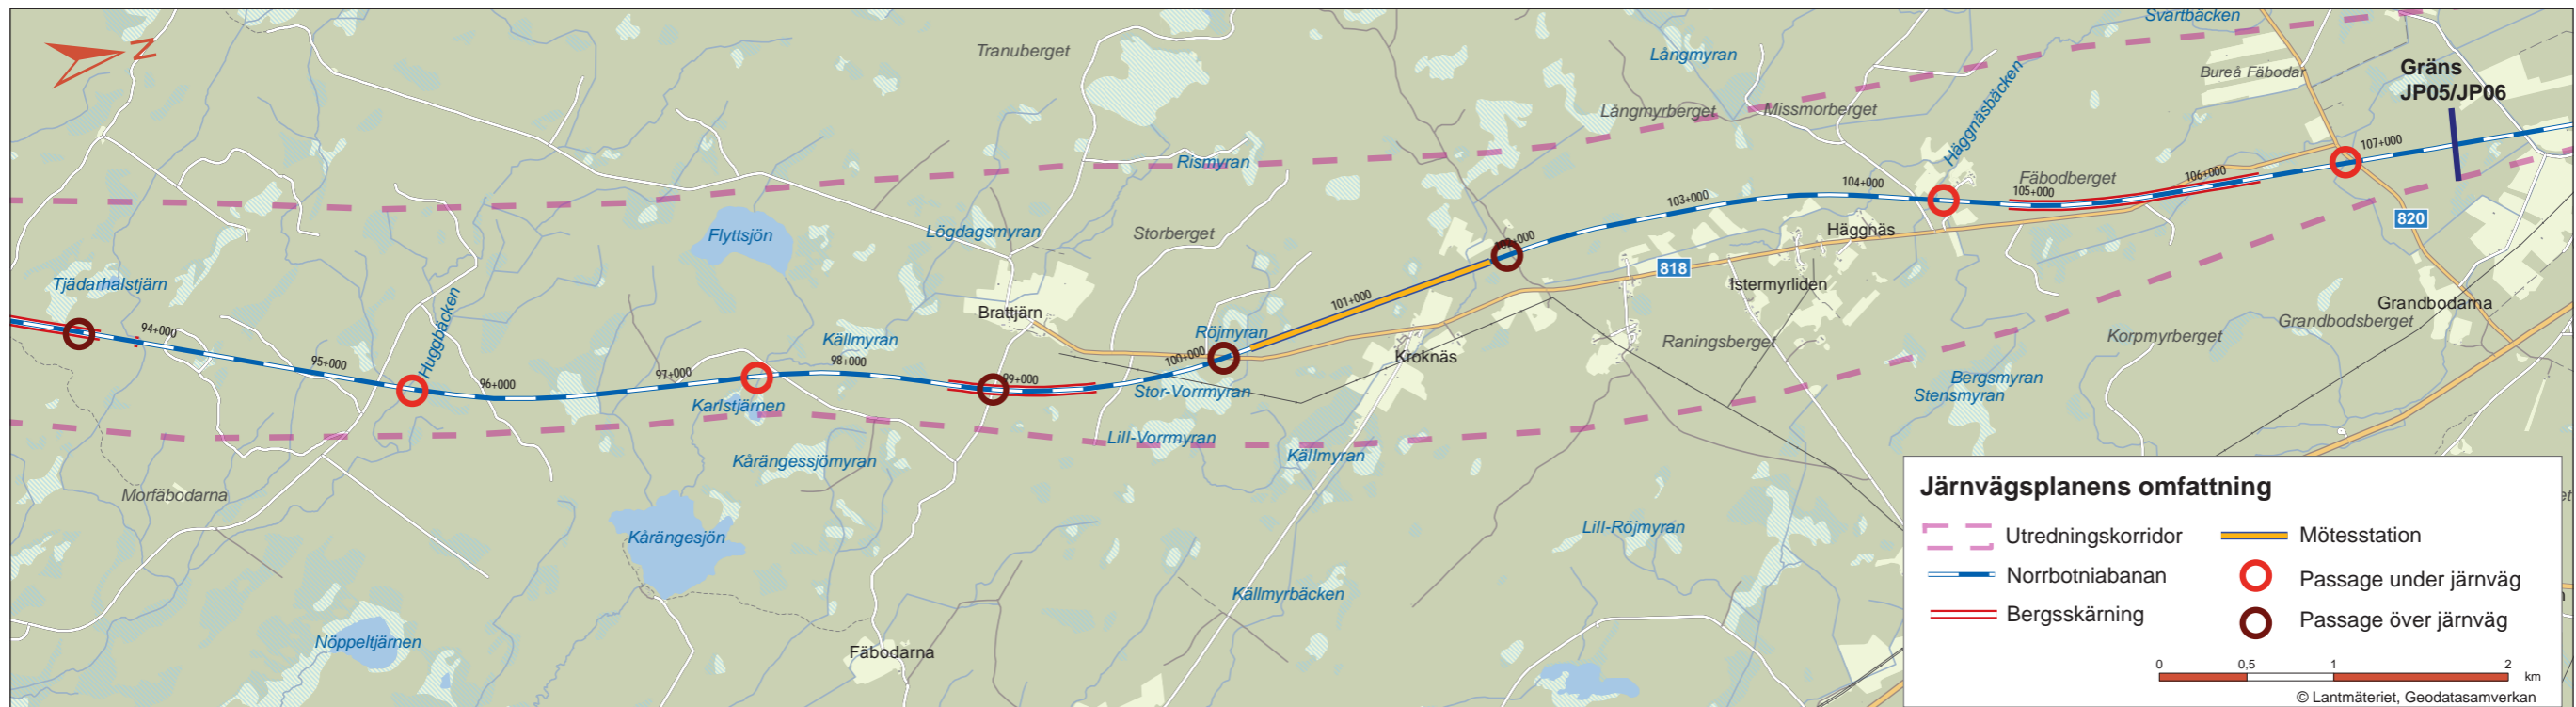 N
Tranuberget
Svartbäcken
Långmyran
Bureå Fäbodar
Gräns
JP05/JP06
Långmyrberget
Missmorberget
Häggnäsbäcken
Rismyran
107+000
Fäbodberget
106+000
105+000
104+000
103+000
820
Flyttsjön
Lögdagsmyran
Storberget
Häggnäs
102+000
818
Tjädarhalstjärn
Istermyrliden
Grandbodarna
Grandbodsberget
Brattjärn
101+000
Röjmyran
Huggbäcken
94+000
Källmyran
Raningsberget
Korpmyrberget
Kroknäs
95+000
96+000
97+000
98+000
99+000
100+000
Stor-Vorrmyran
Bergsmyran
Stensmyran
Karlstjärnen
Lill-Vorrmyran
Kårängessjömyran
Källmyran
Morfäbodarna
Kårängesjön
Lill-Röjmyran
Källmyrbäcken
Nöppeltjärnen
Fäbodarna
Järnvägsplanens omfattning
Utredningskorridor
Mötesstation
Norrbotniabanan
Passage under järnväg
Bergsskärning
Passage över järnväg
0 0,5 1 2
km
© Lantmäteriet, Geodatasamverkan